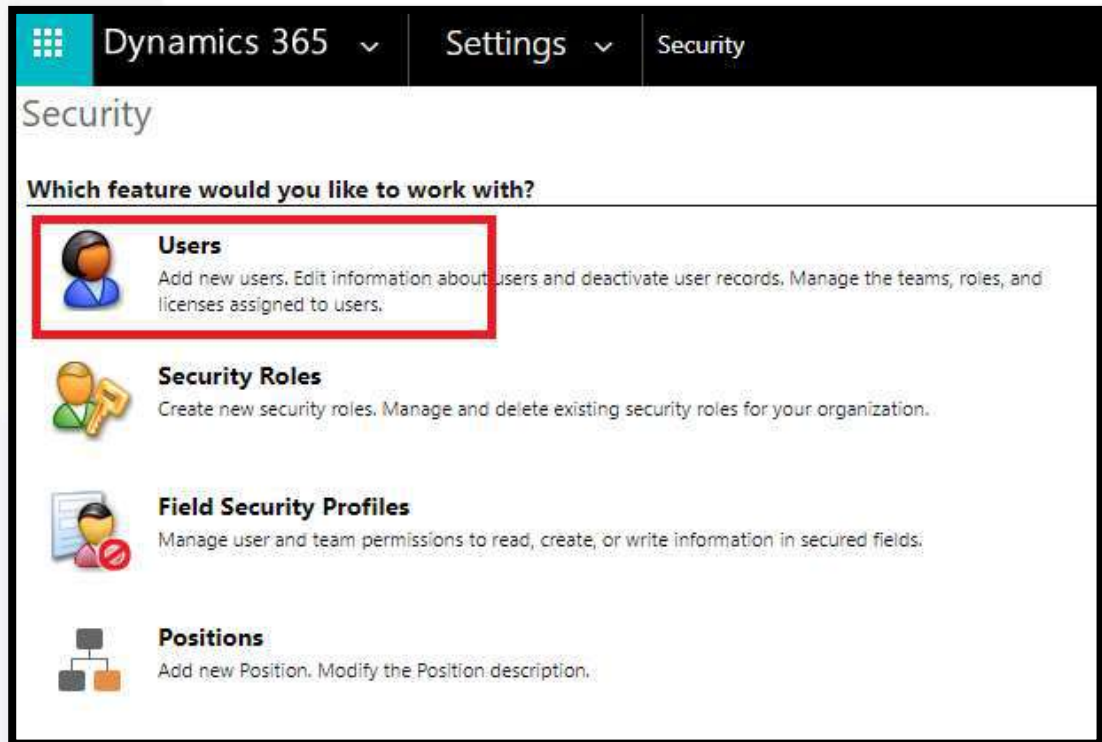 Dynamics 365 Settings Security
Security
Which feature would you like to work with?
Users
Add new users. Edit information about users and deactivate user records. Manage the teams, roles, and
licenses assigned to users.
Security Roles
Create new security roles. Manage and delete existing security roles for your organization.
Field Security Profiles
Manage user and team permissions to read, create, or write information in secured fields.
Positions
Add new Position. Modify the Position description.